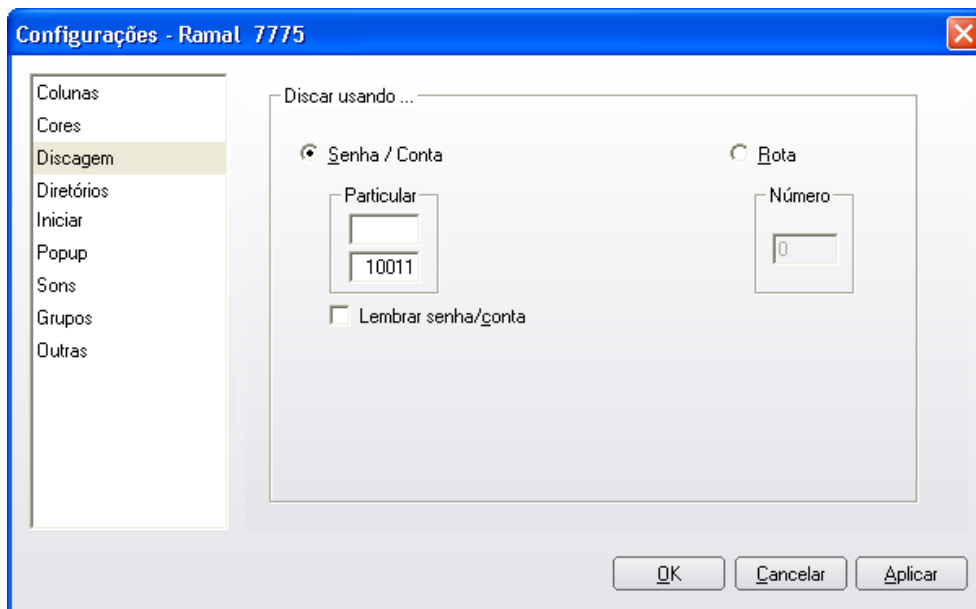 Configurações - Ramal 7775
Colunas
Cores
Discagem
Diretórios
Iniciar
Popup
Sons
Grupos
Outras
Discar usando ...
Senha / Conta
Rota
Particular
Número
0
10011
Lembrar senha/conta
OK
Cancelar
Aplicar